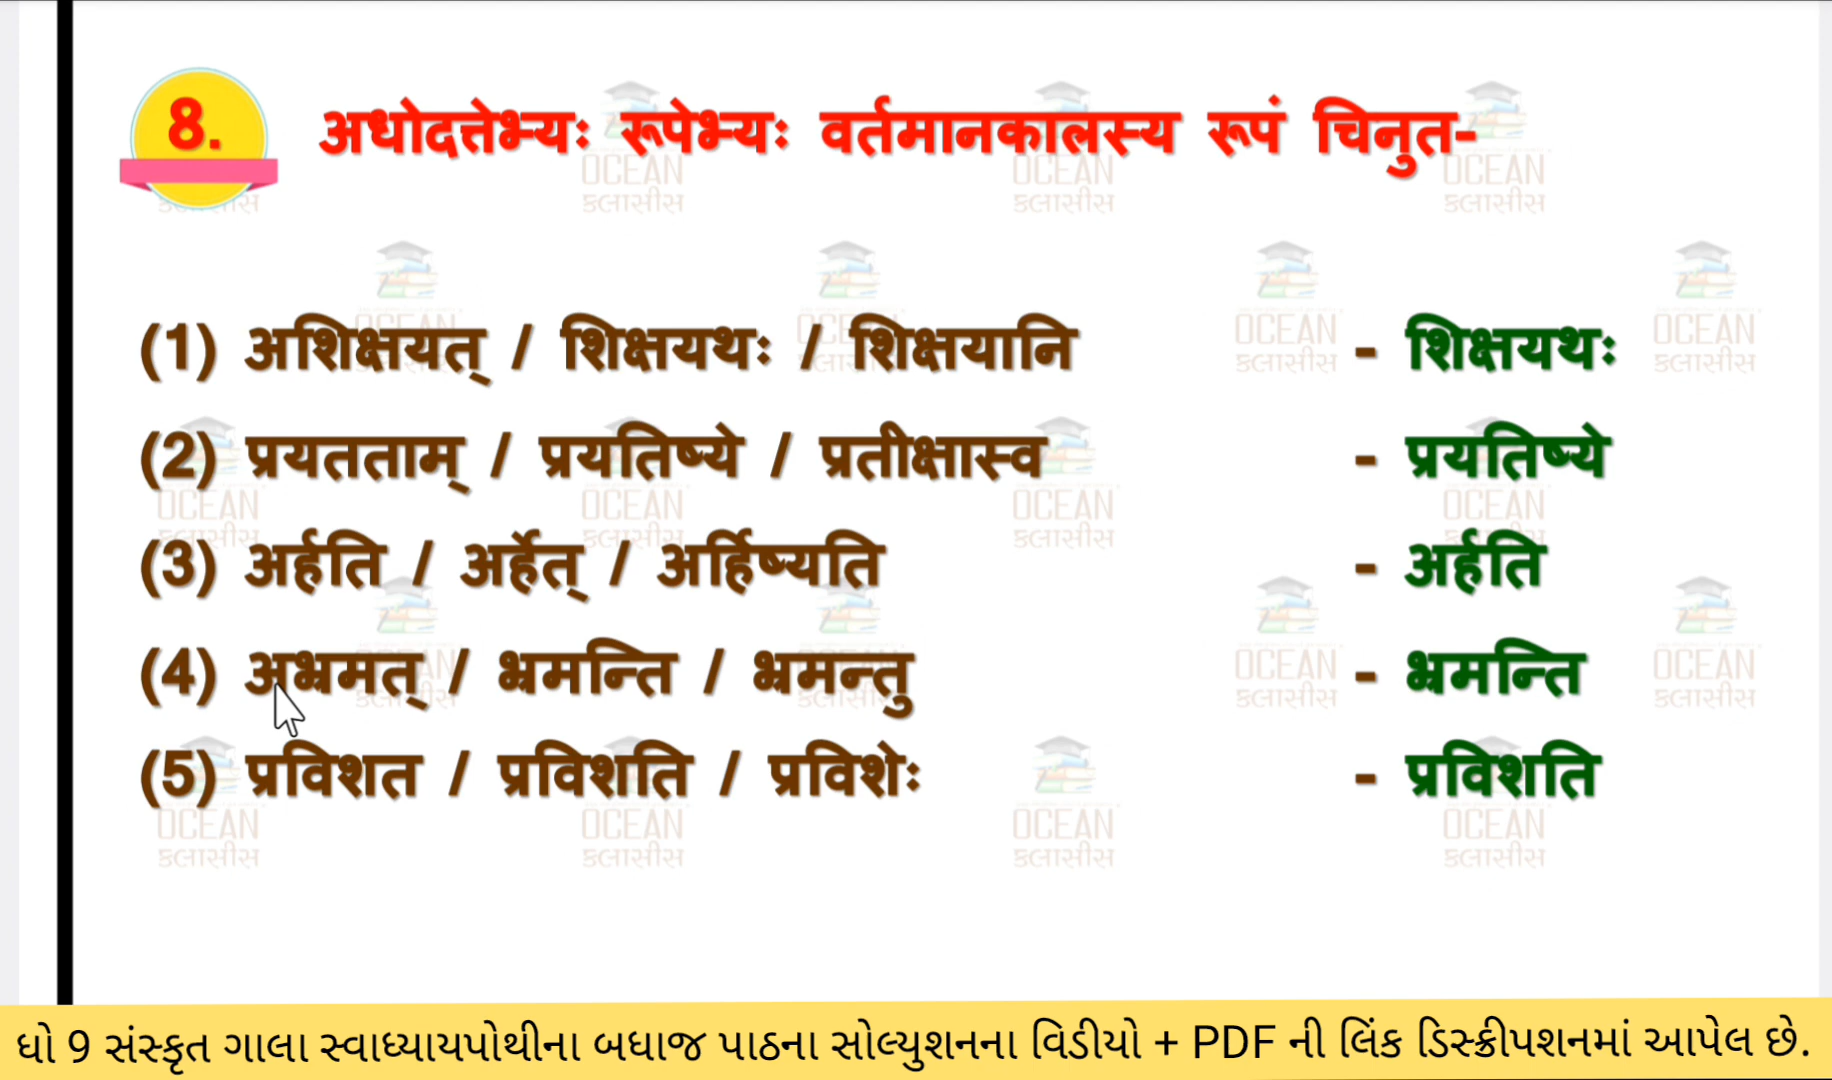 8. अधोदत्तेभ्यः रूपेभ्यः वर्तमानकालस्य रूपं चिनुत-
(1) अशिक्षयत् / शिक्षयथः / शिक्षयानि - शिक्षयथः
(2) प्रयतताम् / प्रयतिष्ये / प्रतीक्षास्व - प्रयतिष्ये
(3) अर्हति / अर्हेत् / अर्हिष्यति - अर्हति
(4) अभ्रमत् / भ्रमन्ति / भ्रमन्तु - भ्रमन्ति
(5) प्रविशत / प्रविशति / प्रविशेः - प्रविशति
OCEAN
ક્લાસીસ
ધો 9 સંસ્કૃત ગાલા સ્વાધ્યાયપોથીના બધાજ પાઠના સોલ્યુશનના વિડીયો + PDF ની લિંક ડિસ્ક્રીપશનમાં આપેલ છે.